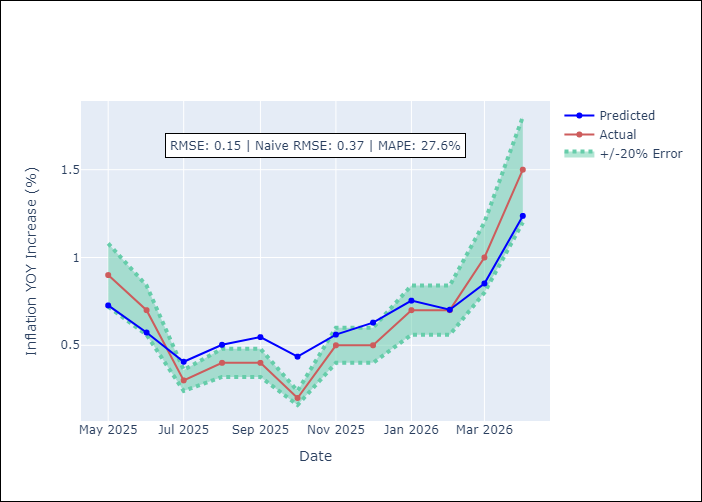 RMSE: 0.15 | Naive RMSE: 0.37 | MAPE: 27.6%
Predicted
Actual
+/-20% Error
Inflation YOY Increase (%)
1.5
1
0.5
May 2025
Jul 2025
Sep 2025
Nov 2025
Jan 2026
Mar 2026
Date